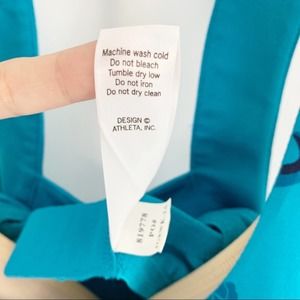 Machine wash cold
Do not bleach
Tumble dry low
Do not iron
Do not dry clean
DESIGN ©
ATHLETA, INC.
819778